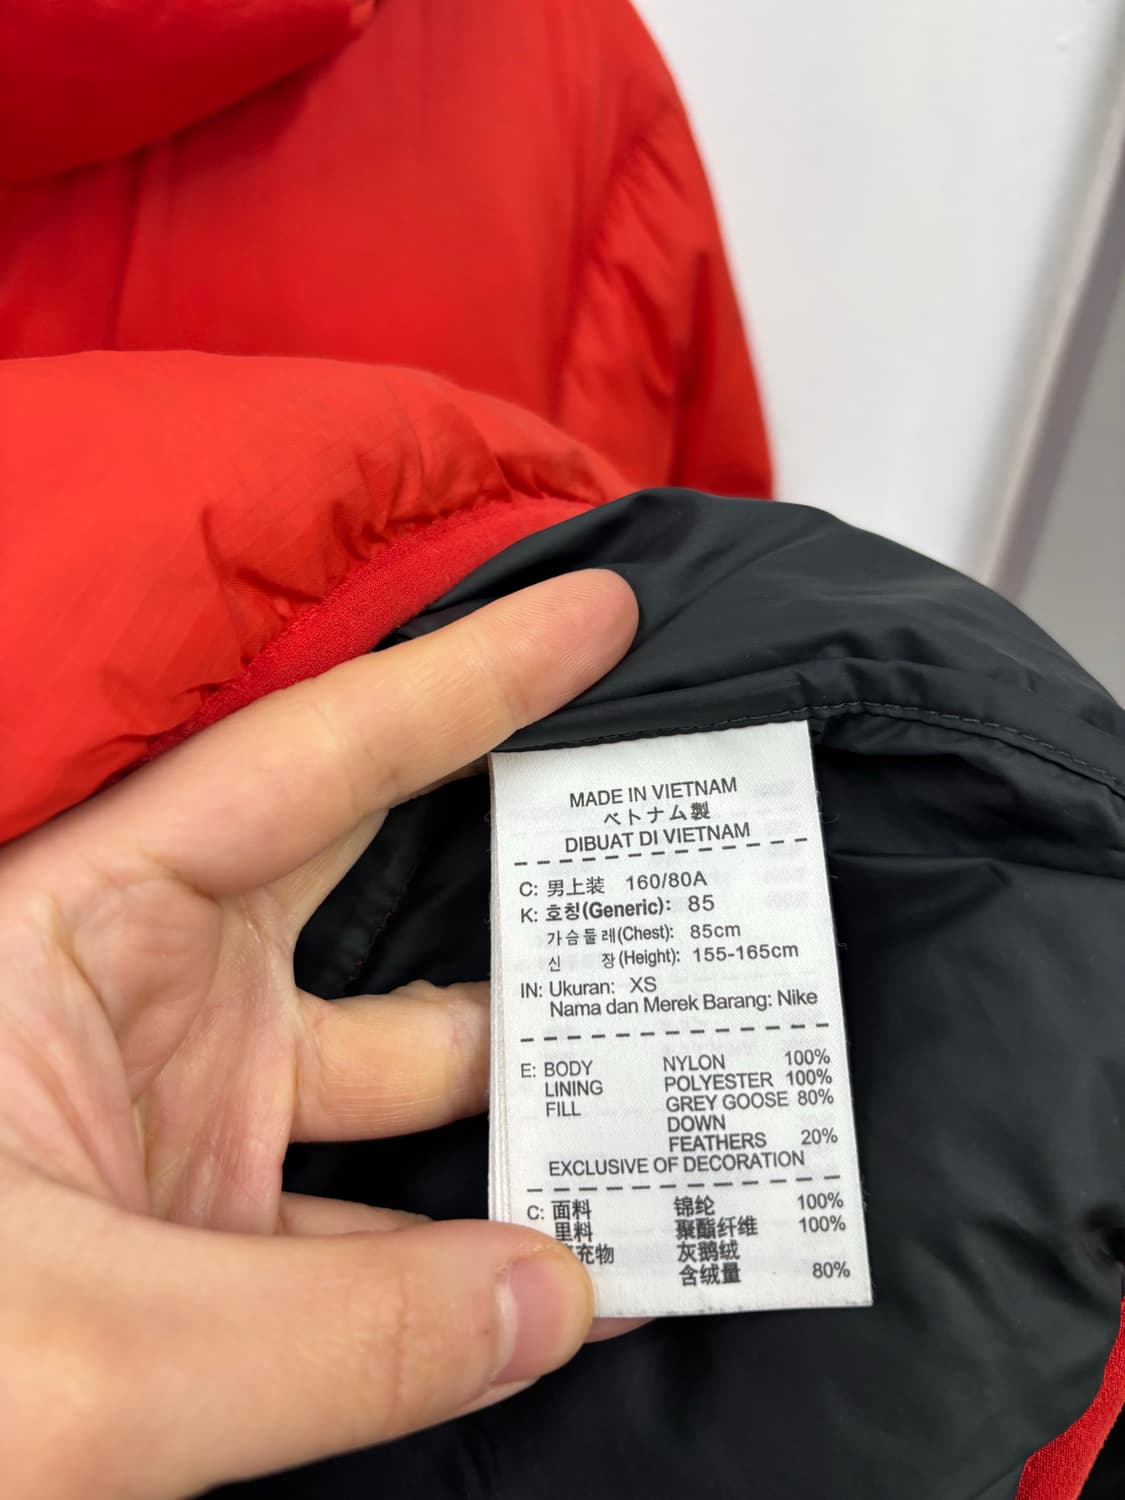 MADE IN VIETNAM
ベトナム製
DIBUAT DI VIETNAM
C: 男上装 160/80A
K: 호칭(Generic): 85
가슴둘레(Chest): 85cm
신 장(Height): 155-165cm
IN: Ukuran: XS
Nama dan Merek Barang: Nike
E: BODY NYLON 100%
LINING POLYESTER 100%
FILL GREY GOOSE 80%
DOWN
FEATHERS 20%
EXCLUSIVE OF DECORATION
C: 面料 锦纶 100%
里料 聚酯纤维 100%
充物 灰鹅绒
含绒量 80%